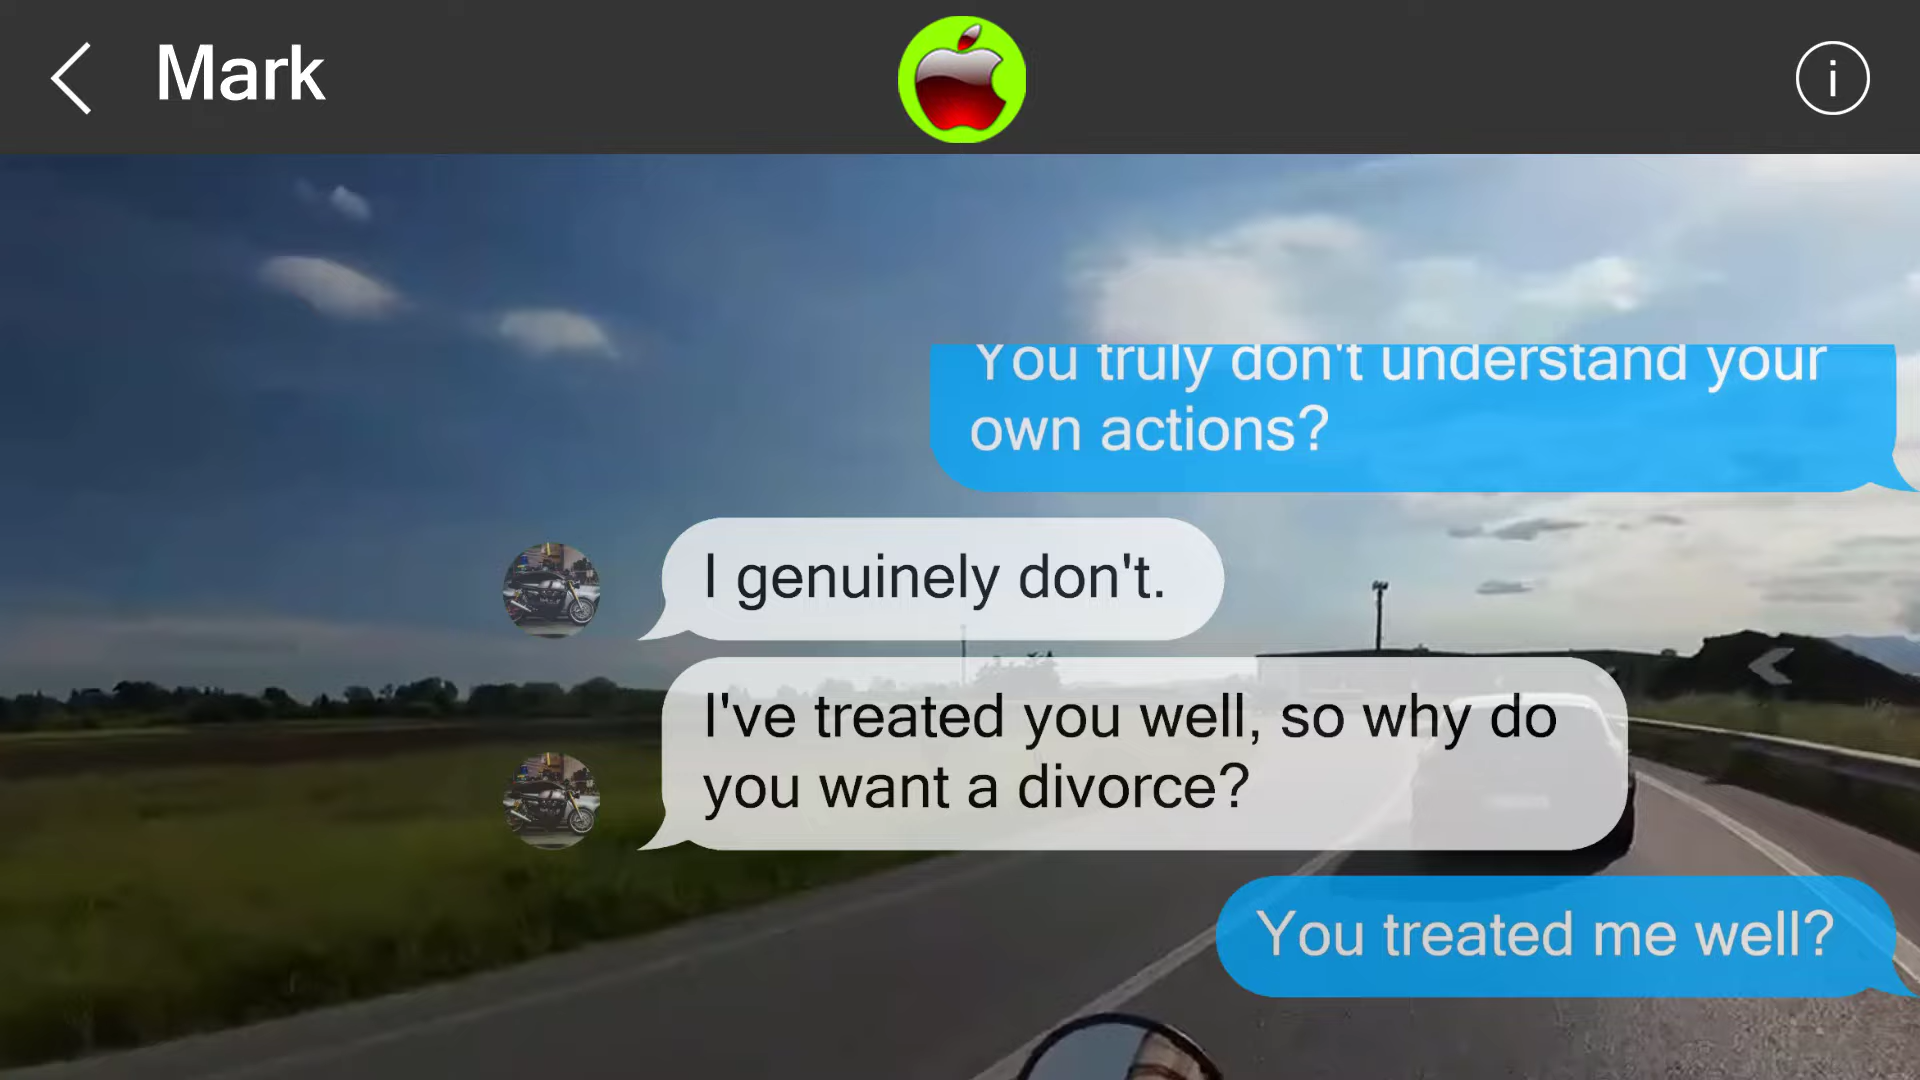 Mark
You truly don't understand your
own actions?
I genuinely don't.
I've treated you well, so why do
you want a divorce?
You treated me well?